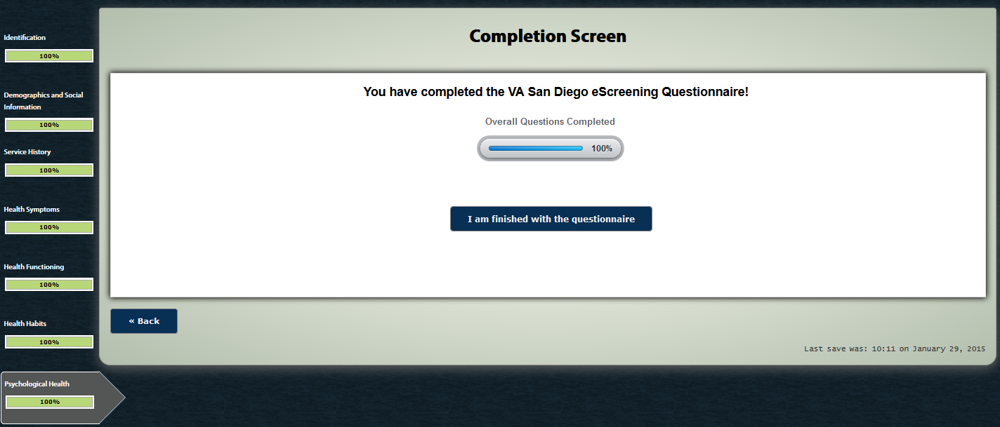 Identification
100%
Demographics and Social
Information
100%
Service History
100%
Health Symptoms
100%
Health Functioning
100%
Health Habits
100%
Psychological Health
100%
Completion Screen
You have completed the VA San Diego eScreening Questionnaire!
Overall Questions Completed
100%
I am finished with the questionnaire
« Back
Last save was: 10:11 on January 29, 2015